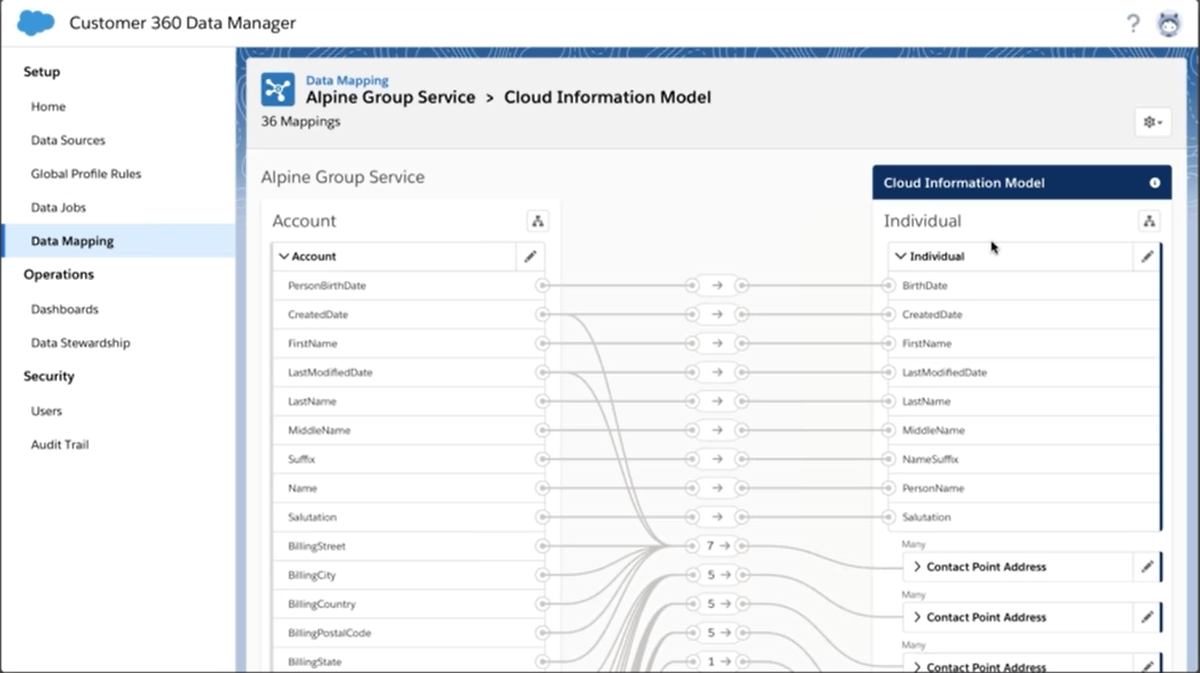 Customer 360 Data Manager
?
Setup
Home
Data Sources
Global Profile Rules
Data Jobs
Data Mapping
Operations
Dashboards
Data Stewardship
Security
Users
Audit Trail
Data Mapping
Alpine Group Service > Cloud Information Model
36 Mappings
Alpine Group Service
Account
Account
PersonBirthDate
CreatedDate
FirstName
LastModifiedDate
LastName
MiddleName
Suffix
Name
Salutation
BillingStreet
BillingCity
BillingCountry
BillingPostalCode
BillingState
7 →
5 →
5 →
5 →
1 →
Cloud Information Model
Individual
Individual
BirthDate
CreatedDate
FirstName
LastModifiedDate
LastName
MiddleName
NameSuffix
PersonName
Salutation
Many
Contact Point Address
Many
Contact Point Address
Many
Contact Point Address